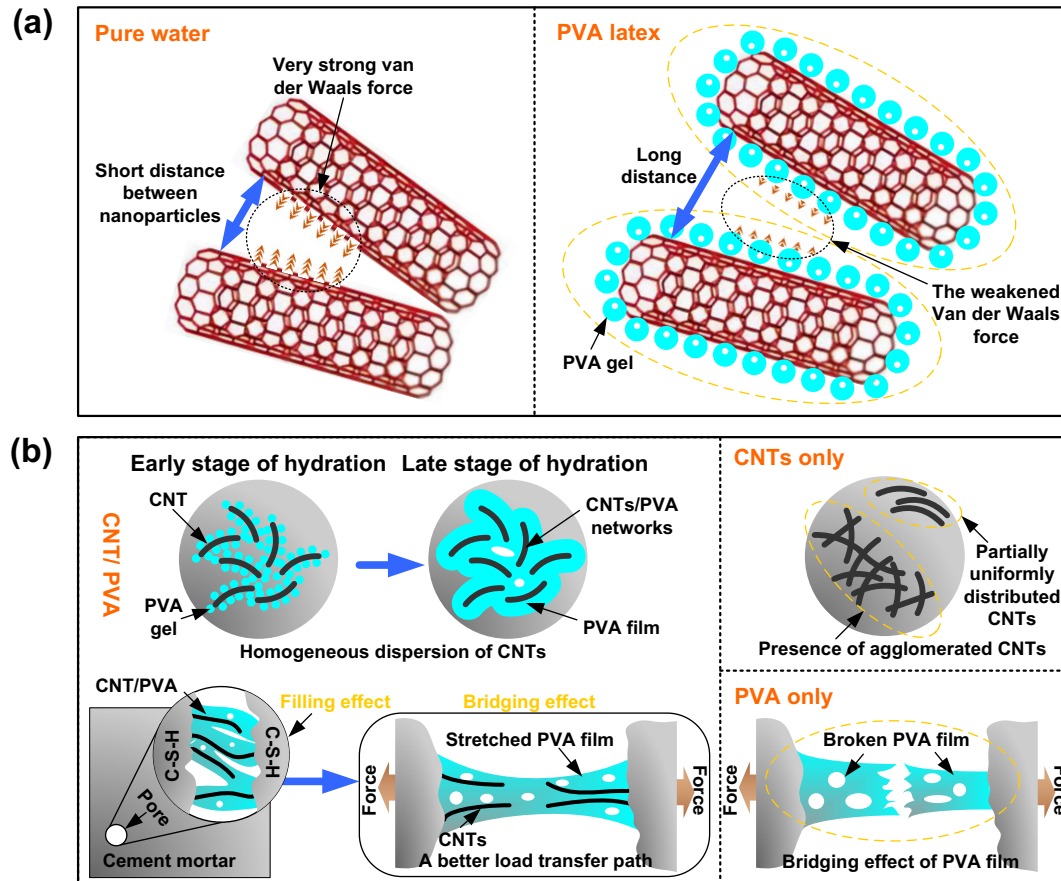 (a)
Pure water
Very strong van
der Waals force
Short distance
between
nanoparticles
PVA latex
Long
distance
The weakened
Van der Waals
force
PVA gel
(b)
CNT/ PVA
Early stage of hydration
Late stage of hydration
CNT
PVA
gel
CNTs/PVA
networks
PVA film
Homogeneous dispersion of CNTs
CNTs only
Partially
uniformly
distributed
CNTs
Presence of agglomerated CNTs
CNT/PVA
Filling effect
C-S-H
C-S-H
Pore
Cement mortar
Bridging effect
Stretched PVA film
Force
Force
CNTs
A better load transfer path
PVA only
Broken PVA film
Force
Force
Bridging effect of PVA film